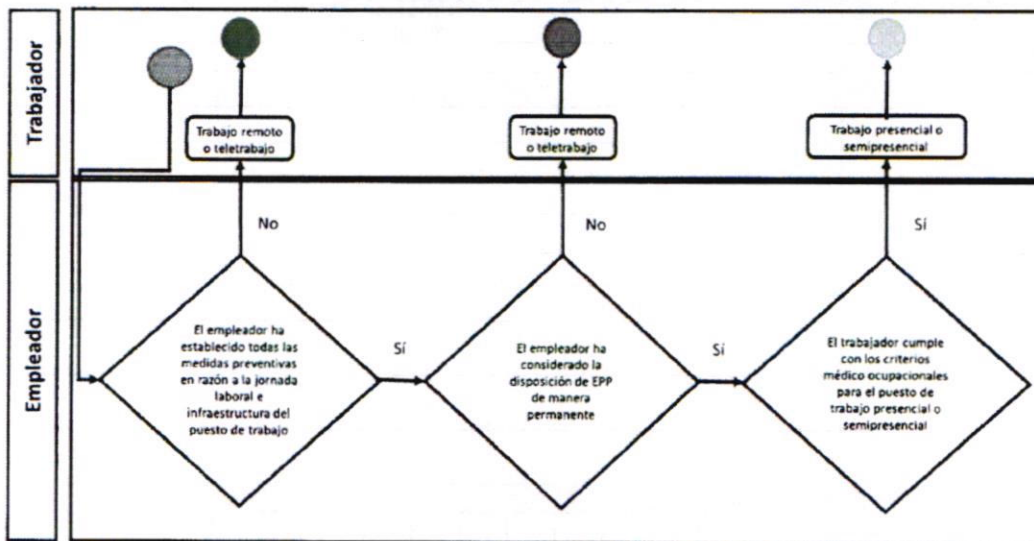 Trabajador
Trabajo remoto
o teletrabajo
Trabajo remoto
o teletrabajo
Trabajo presencial o
semipresencial
Empleador
No
No
Sí
El empleador ha
establecido todas las
medidas preventivas
en razón a la jornada
laboral e
infraestructura del
puesto de trabajo
Sí
El empleador ha
considerado la
disposición de EPP
de manera
permanente
Sí
El trabajador cumple
con los criterios
médico ocupacionales
para el puesto de
trabajo presencial o
semipresencial